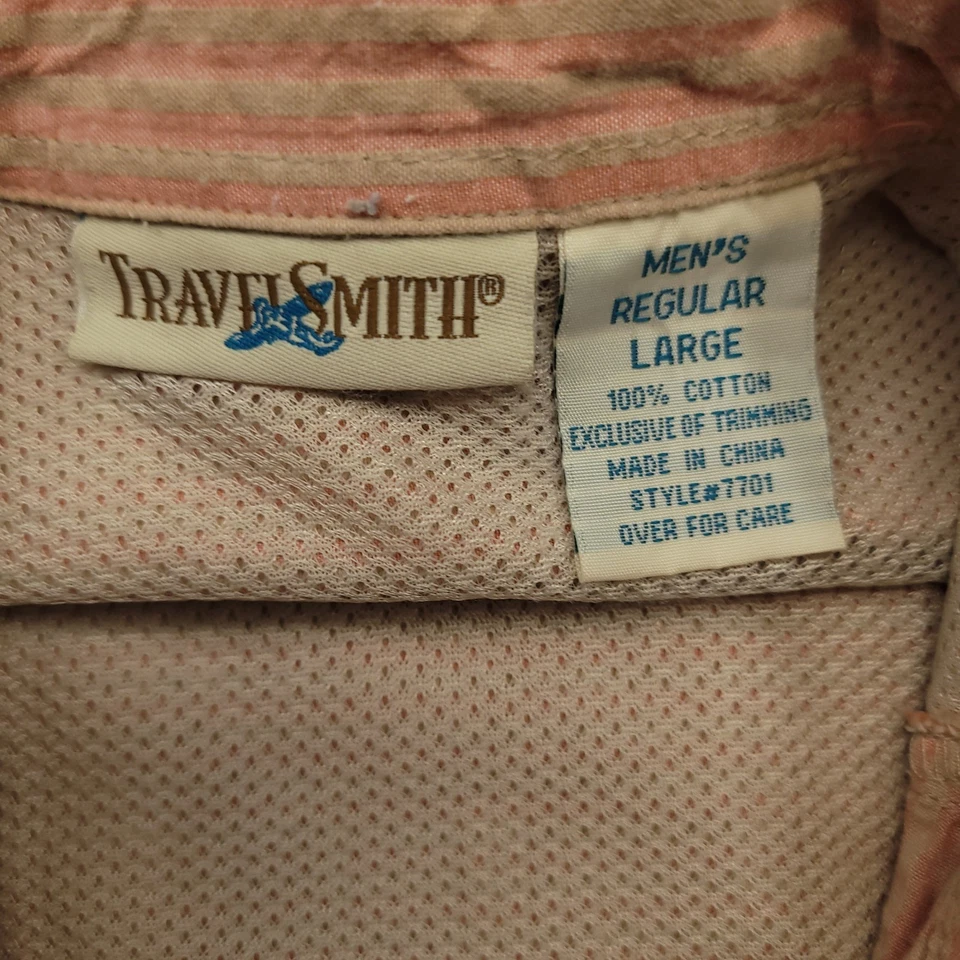 TRAVELSMITH®
MEN'S
REGULAR
LARGE
100% COTTON
EXCLUSIVE OF TRIMMING
MADE IN CHINA
STYLE#7701
OVER FOR CARE